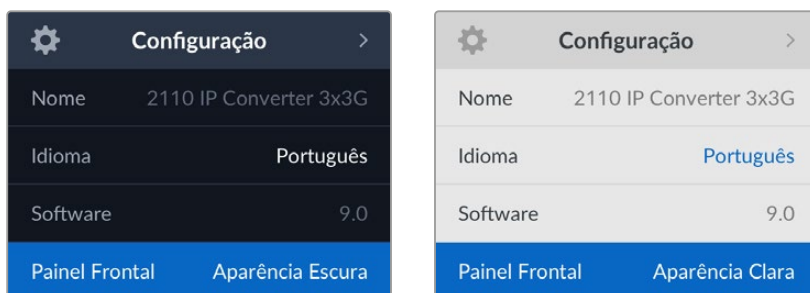 Configuração
Nome 2110 IP Converter 3x3G
Idioma Português
Software 9.0
Painel Frontal Aparência Escura
Configuração
Nome 2110 IP Converter 3x3G
Idioma Português
Software 9.0
Painel Frontal Aparência Clara